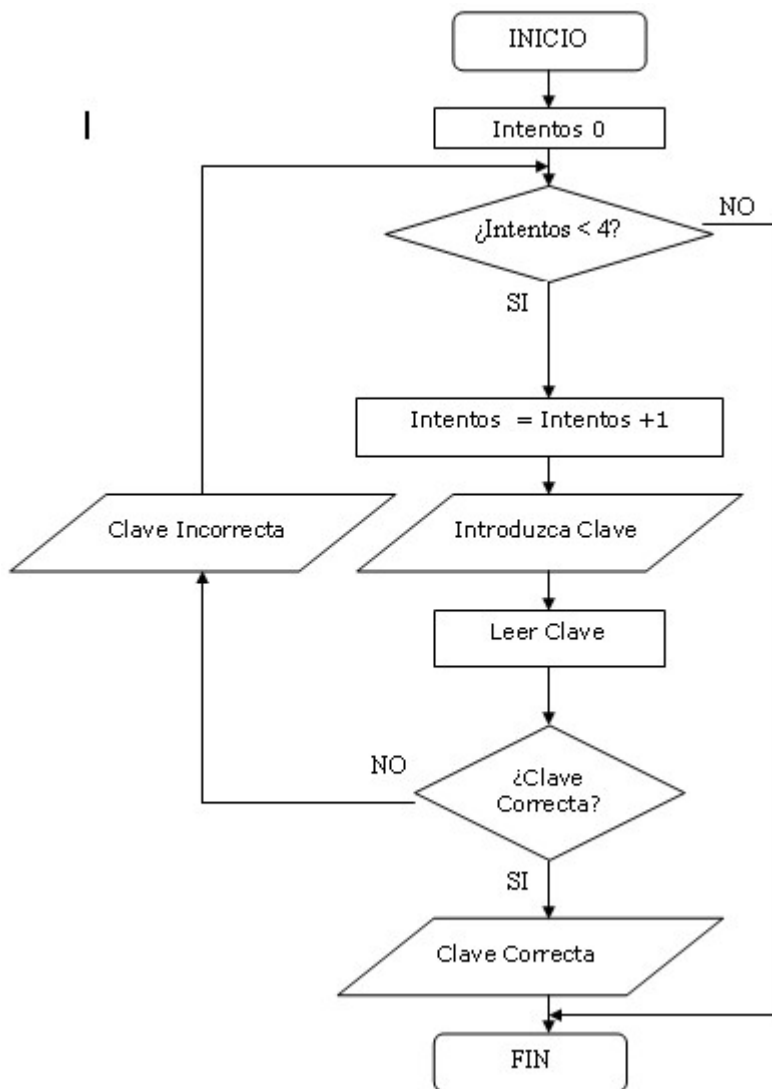 INICIO
Intentos 0
¿Intentos < 4?
NO
SI
Intentos = Intentos +1
Clave Incorrecta
Introduzca Clave
Leer Clave
NO
¿Clave
Correcta?
SI
Clave Correcta
FIN